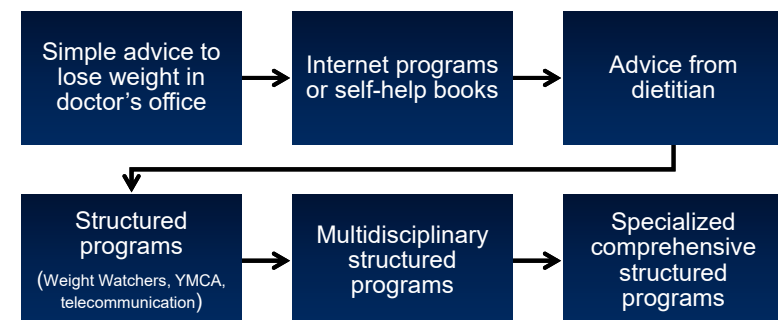 Simple advice to
lose weight in
doctor’s office
Internet programs
or self-help books
Advice from
dietitian
Structured
programs
(Weight Watchers, YMCA,
telecommunication)
Multidisciplinary
structured
programs
Specialized
comprehensive
structured
programs